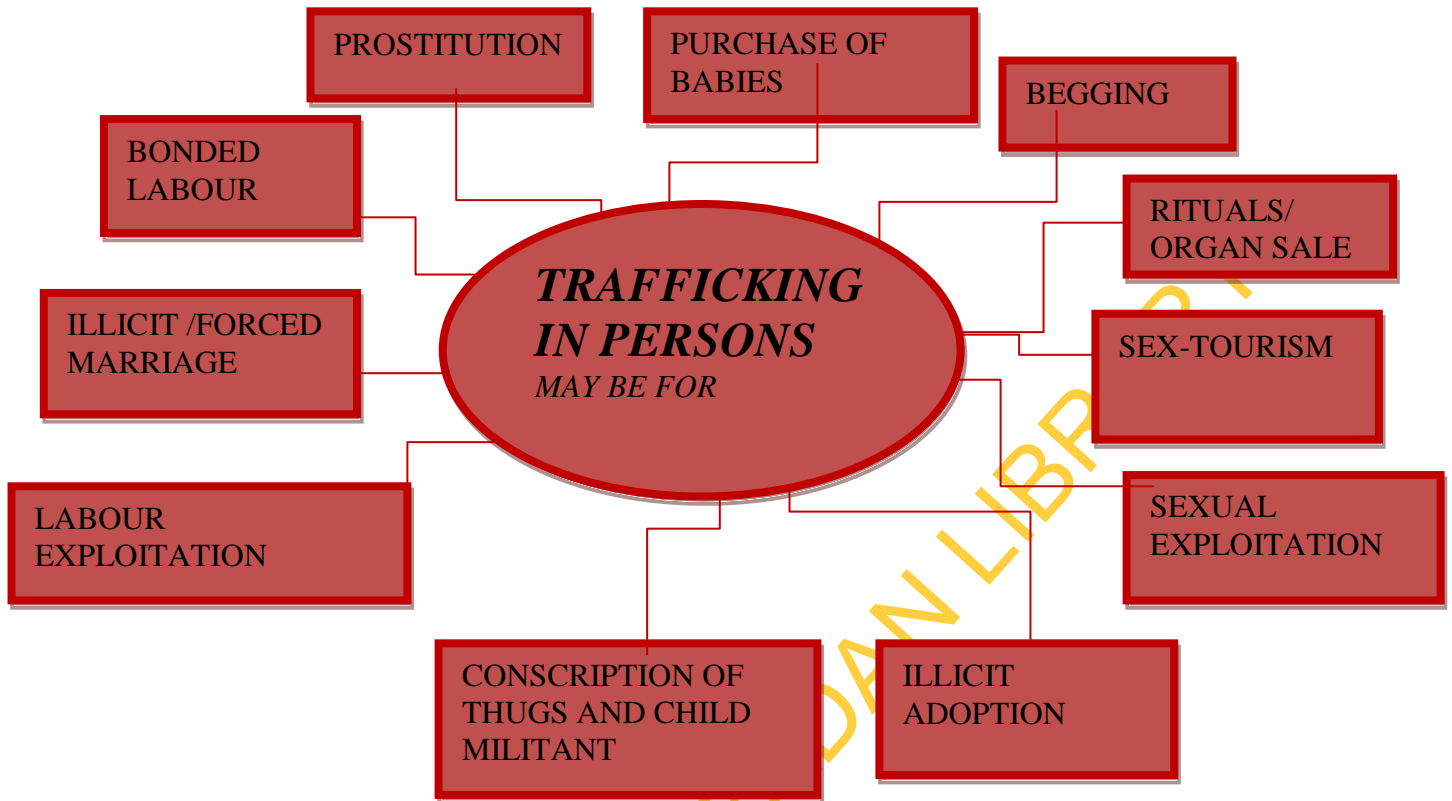 PROSTITUTION
PURCHASE OF
BABIES
BEGGING
BONDED
LABOUR
RITUALS/
ORGAN SALE
TRAFFICKING
IN PERSONS
MAY BE FOR
ILLICIT /FORCED
MARRIAGE
SEX-TOURISM
LABOUR
EXPLOITATION
SEXUAL
EXPLOITATION
CONSCRIPTION OF
THUGS AND CHILD
MILITANT
ILLICIT
ADOPTION